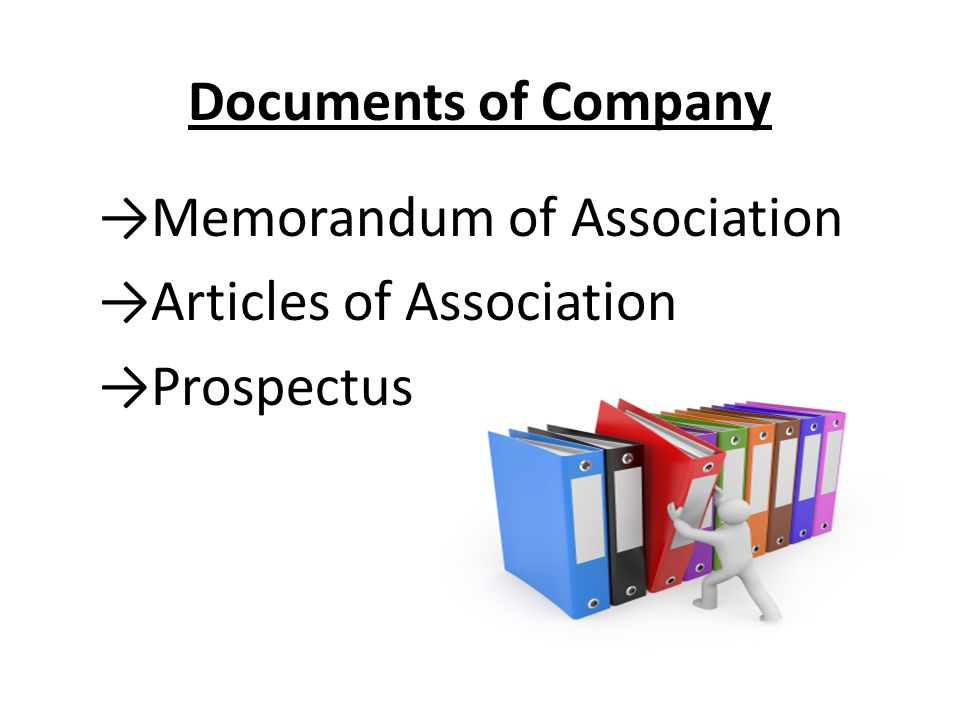 Documents of Company
→Memorandum of Association
→Articles of Association
→Prospectus